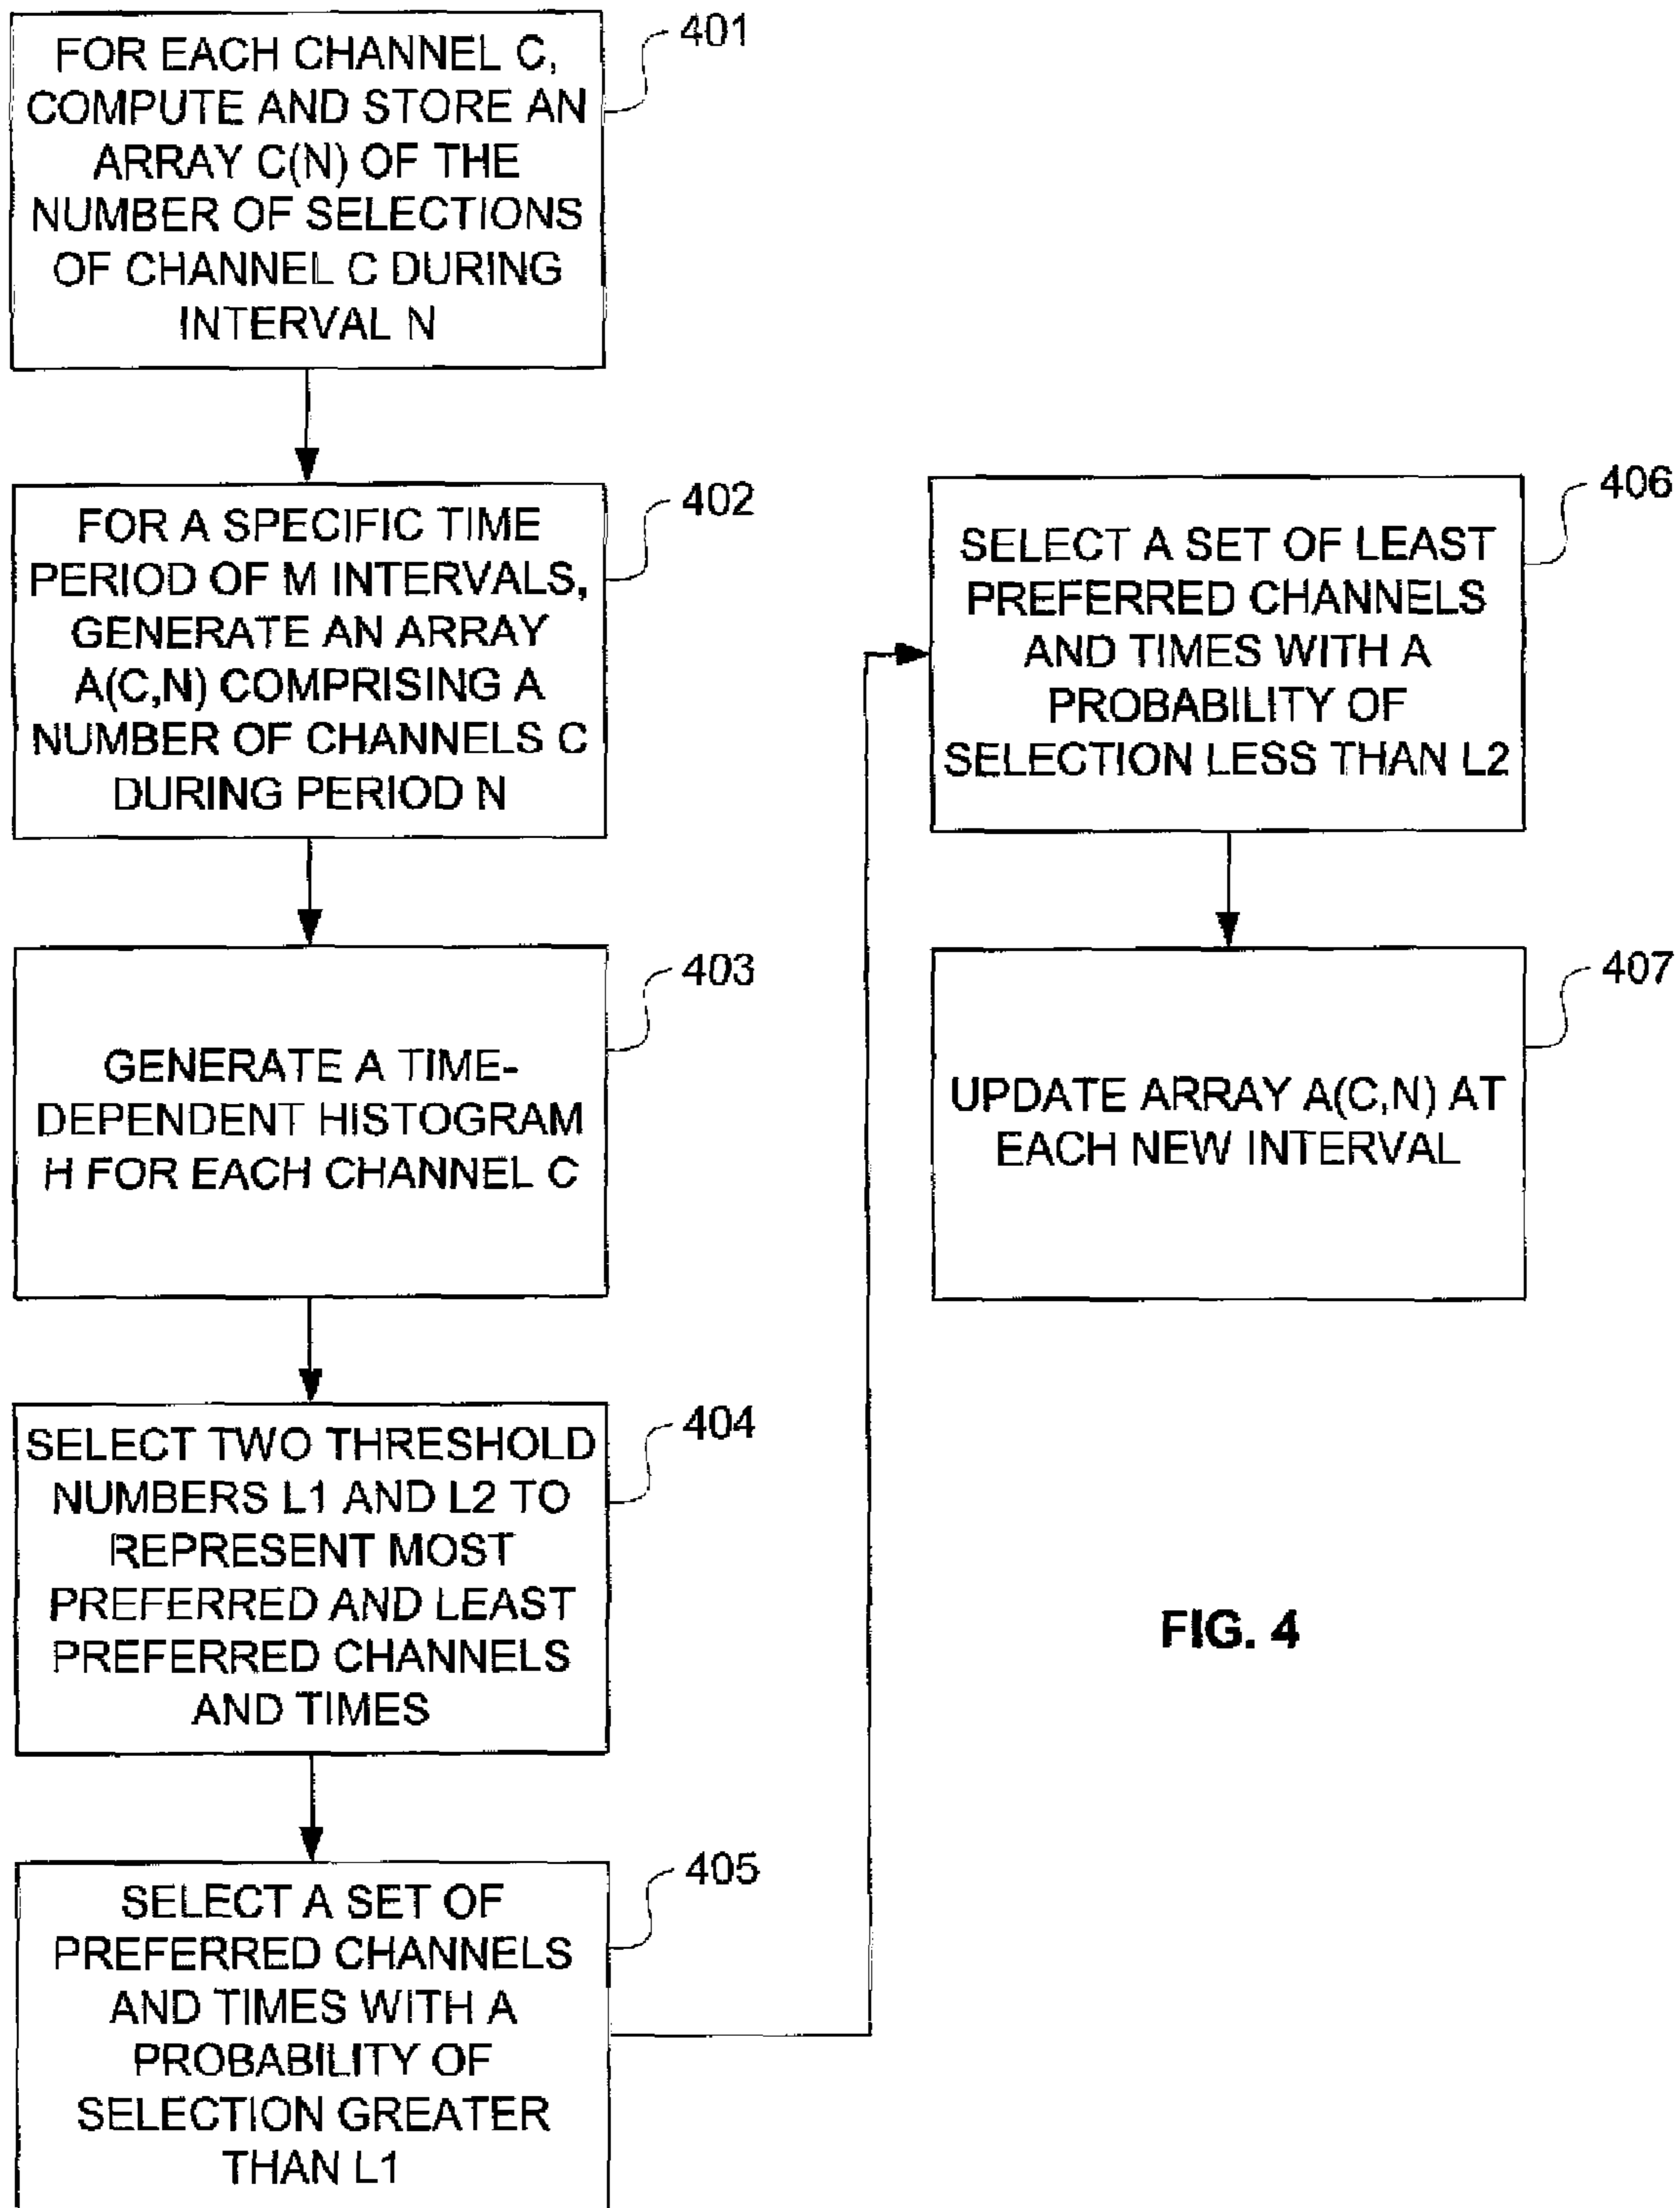 FOR EACH CHANNEL C,
COMPUTE AND STORE AN
ARRAY C(N) OF THE
NUMBER OF SELECTIONS
OF CHANNEL C DURING
INTERVAL N
401
FOR A SPECIFIC TIME
PERIOD OF M INTERVALS,
GENERATE AN ARRAY
A(C,N) COMPRISING A
NUMBER OF CHANNELS C
DURING PERIOD N
402
GENERATE A TIME-
DEPENDENT HISTOGRAM
H FOR EACH CHANNEL C
403
SELECT TWO THRESHOLD
NUMBERS L1 AND L2 TO
REPRESENT MOST
PREFERRED AND LEAST
PREFERRED CHANNELS
AND TIMES
404
SELECT A SET OF
PREFERRED CHANNELS
AND TIMES WITH A
PROBABILITY OF
SELECTION GREATER
THAN L1
405
SELECT A SET OF LEAST
PREFERRED CHANNELS
AND TIMES WITH A
PROBABILITY OF
SELECTION LESS THAN L2
406
UPDATE ARRAY A(C,N) AT
EACH NEW INTERVAL
407
FIG. 4